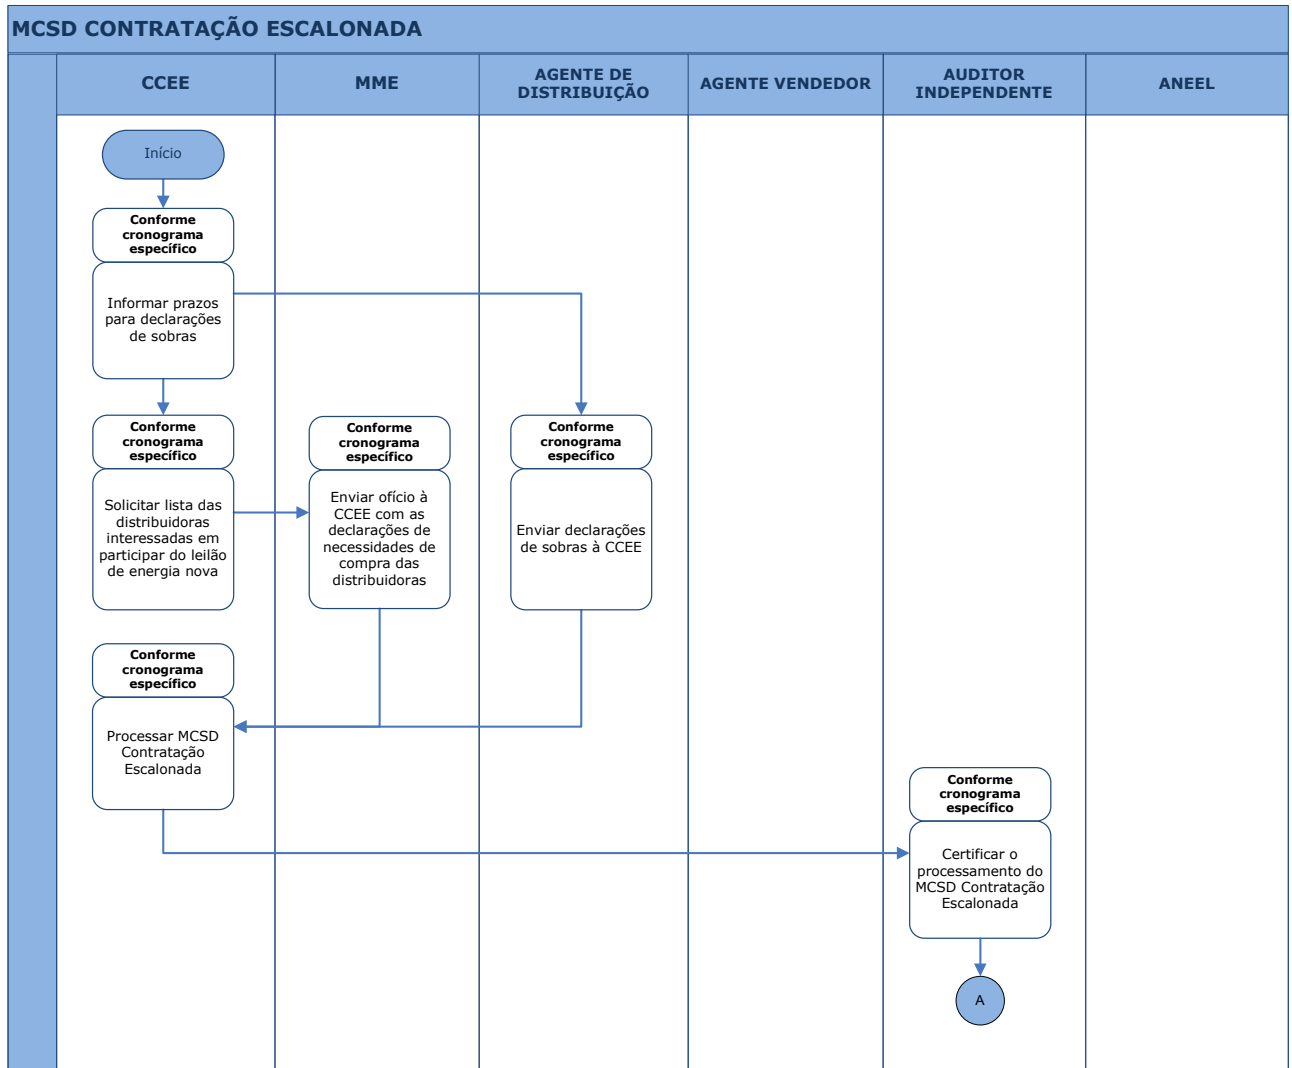 MCSD CONTRATAÇÃO ESCALONADA
CCEE
MME
AGENTE DE
DISTRIBUIÇÃO
AGENTE VENDEDOR
AUDITOR
INDEPENDENTE
ANEEL
Início
Conforme
cronograma
específico
Informar prazos
para declarações
de sobras
Conforme
cronograma
específico
Solicitar lista das
distribuidoras
interessadas em
participar do leilão
de energia nova
Conforme
cronograma
específico
Enviar ofício à
CCEE com as
declarações de
necessidades de
compra das
distribuidoras
Conforme
cronograma
específico
Enviar declarações
de sobras à CCEE
Conforme
cronograma
específico
Processar MCSD
Contratação
Escalonada
Conforme
cronograma
específico
Certificar o
processamento do
MCSD Contratação
Escalonada
A